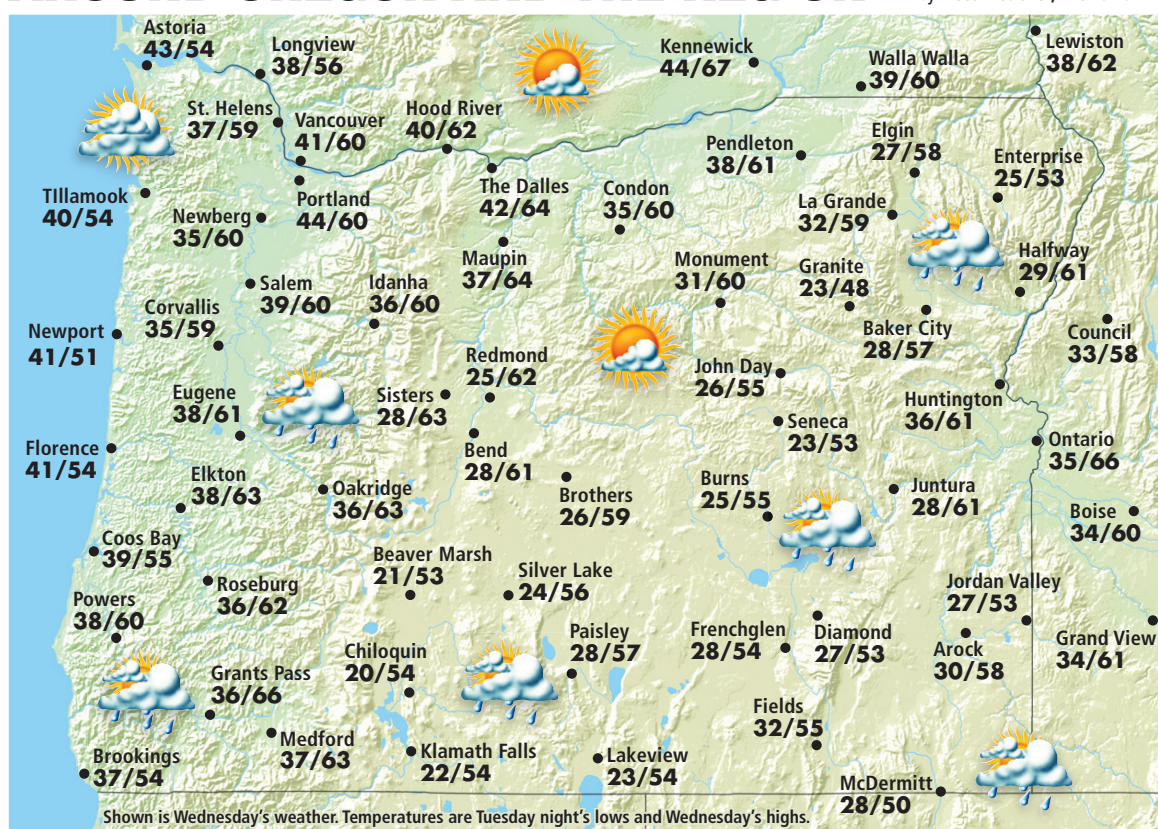 Astoria
43/54
Longview
38/56
Kennewick
44/67
Walla Walla
39/60
Lewiston
38/62
St. Helens
37/59
Vancouver
41/60
Hood River
40/62
Pendleton
38/61
Elgin
27/58
Enterprise
25/53
TIllamook
40/54
Newberg
35/60
Portland
44/60
The Dalles
42/64
Condon
35/60
La Grande
32/59
Maupin
37/64
Monument
31/60
Granite
23/48
Halfway
29/61
Salem
39/60
Idanha
36/60
Corvallis
35/59
Newport
41/51
Baker City
28/57
Council
33/58
Redmond
25/62
John Day
26/55
Eugene
38/61
Sisters
28/63
Huntington
36/61
Seneca
23/53
Florence
41/54
Bend
28/61
Ontario
35/66
Elkton
38/63
Oakridge
36/63
Brothers
26/59
Burns
25/55
Juntura
28/61
Boise
34/60
Coos Bay
39/55
Beaver Marsh
21/53
Silver Lake
24/56
Roseburg
36/62
Jordan Valley
27/53
Powers
38/60
Paisley
28/57
Frenchglen
28/54
Diamond
27/53
Arock
30/58
Grand View
34/61
Chiloquin
20/54
Grants Pass
36/66
Fields
32/55
Medford
37/63
Klamath Falls
22/54
Lakeview
23/54
Brookings
37/54
McDermitt
28/50
Shown is Wednesday's weather. Temperatures are Tuesday night's lows and Wednesday's highs.